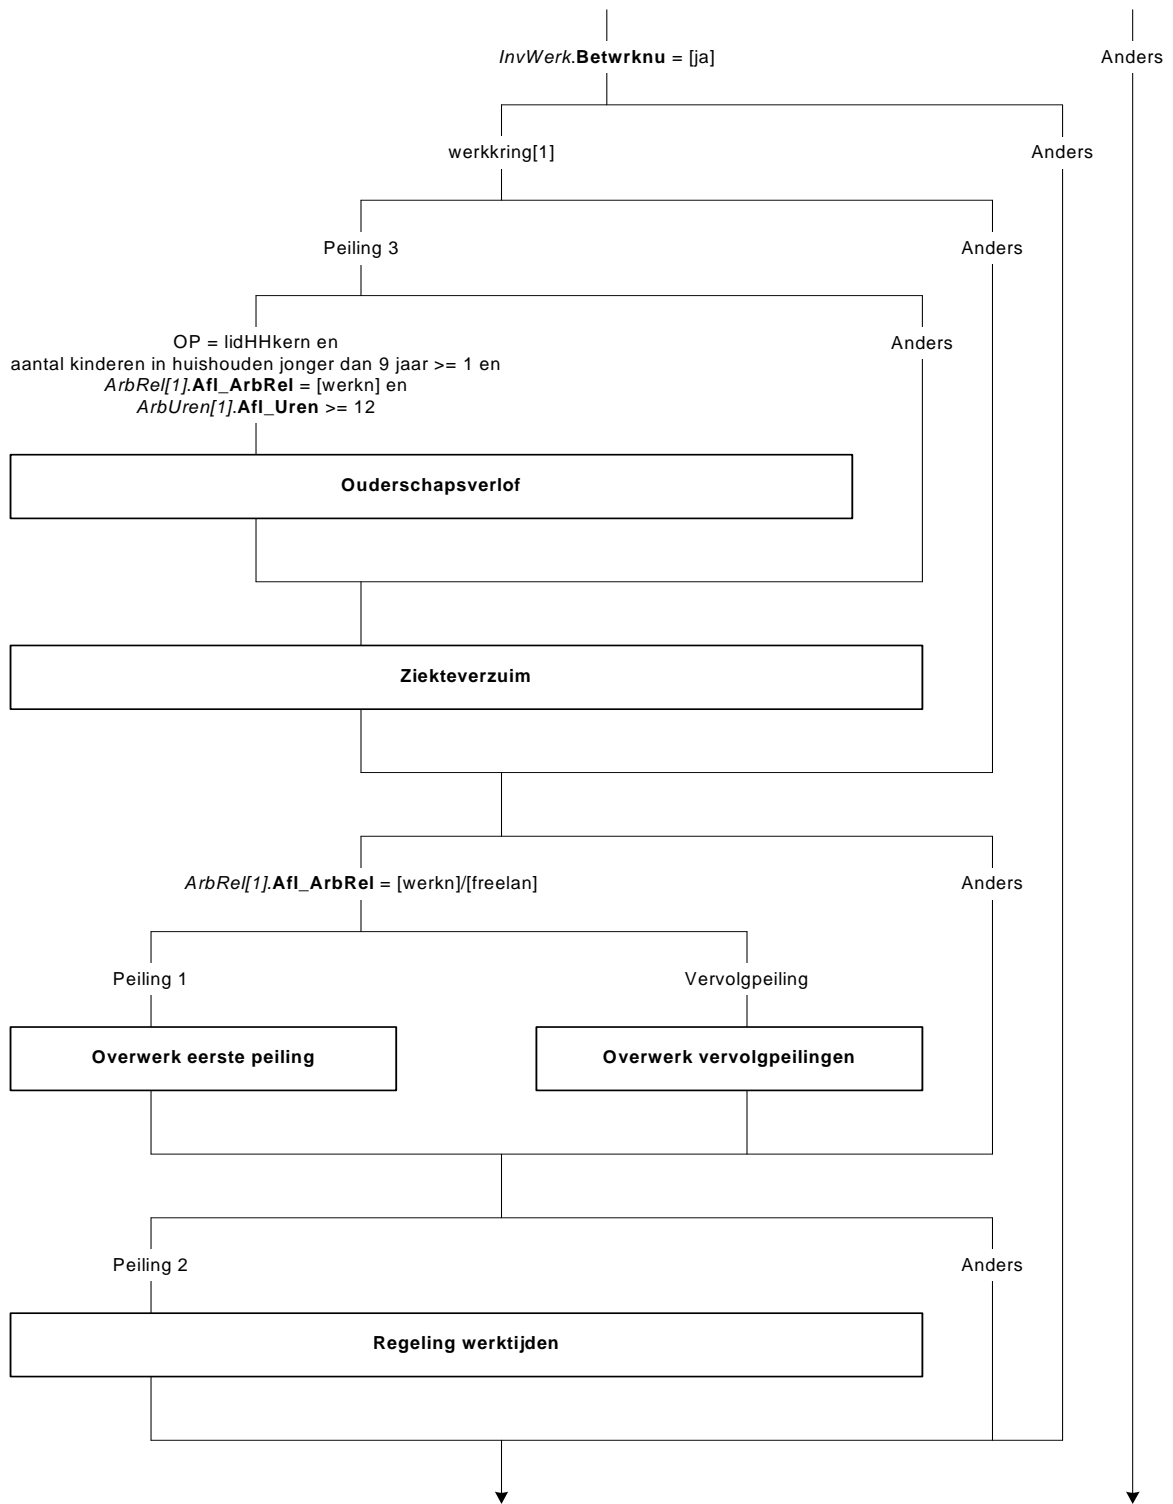 InvWerk.Betwrknu = [ja]
Anders
werkkring[1]
Anders
Peiling 3
Anders
OP = lidHHkern en
aantal kinderen in huishouden jonger dan 9 jaar >= 1 en
ArbRel[1].Afl_ArbRel = [werkn] en
ArbUren[1].Afl_Uren >= 12
Anders
Ouderschapsverlof
Ziekteverzuim
ArbRel[1].Afl_ArbRel = [werkn]/[freelan]
Anders
Peiling 1
Vervolgpeiling
Overwerk eerste peiling
Overwerk vervolgpeilingen
Peiling 2
Anders
Regeling werktijden